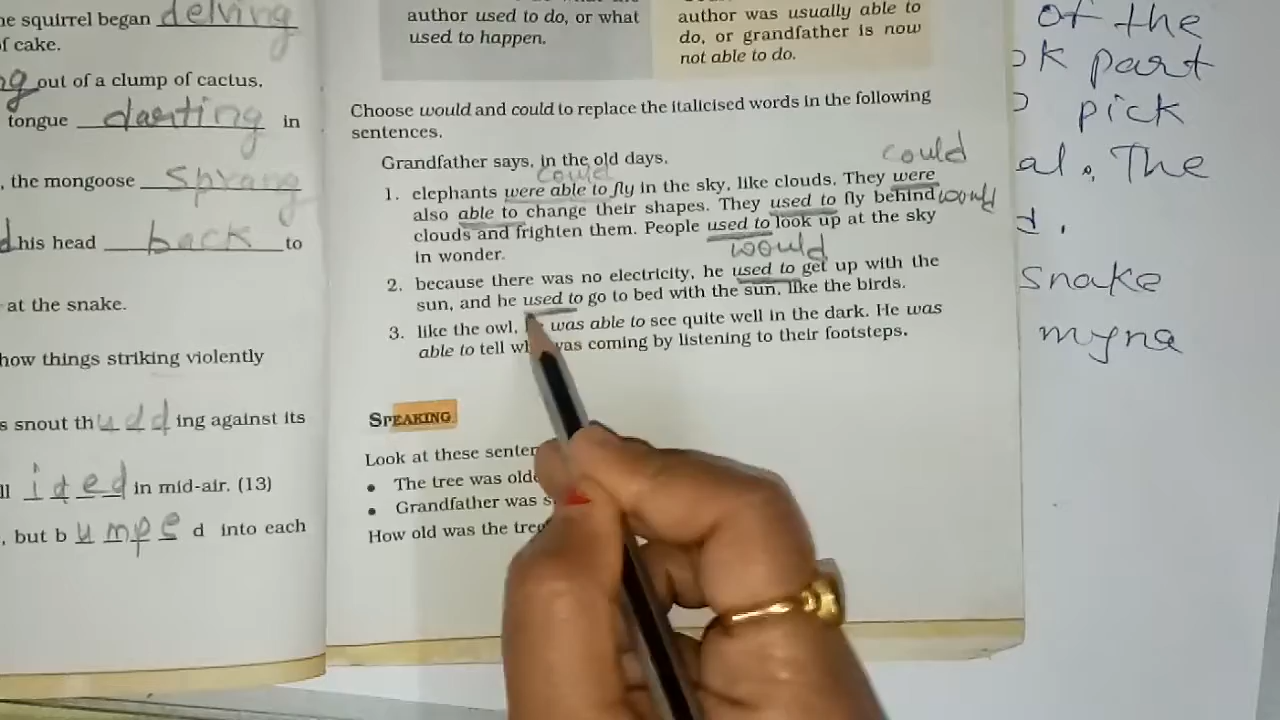 ne squirrel began delving
f cake.
ng out of a clump of cactus.
tongue darting in
, the mongoose sprang
d his head back to
at the snake.
how things striking violently
s snout thudding against its
ll ided in mid-air. (13)
, but bumped into each
author used to do, or what
used to happen.
author was usually able to
do, or grandfather is now
not able to do.
Choose would and could to replace the italicised words in the following
sentences.
Grandfather says, in the old days,
could could
1. elephants were able to fly in the sky, like clouds. They were
also able to change their shapes. They used to fly behind would
clouds and frighten them. People used to look up at the sky
in wonder. would
2. because there was no electricity, he used to get up with the
sun, and he used to go to bed with the sun, like the birds.
3. like the owl, was able to see quite well in the dark. He was
able to tell was coming by listening to their footsteps.
SPEAKING
Look at these
The tree was
Grandfather was
How old was the
of the
ok part
pick
al. The
d.
snake
myna